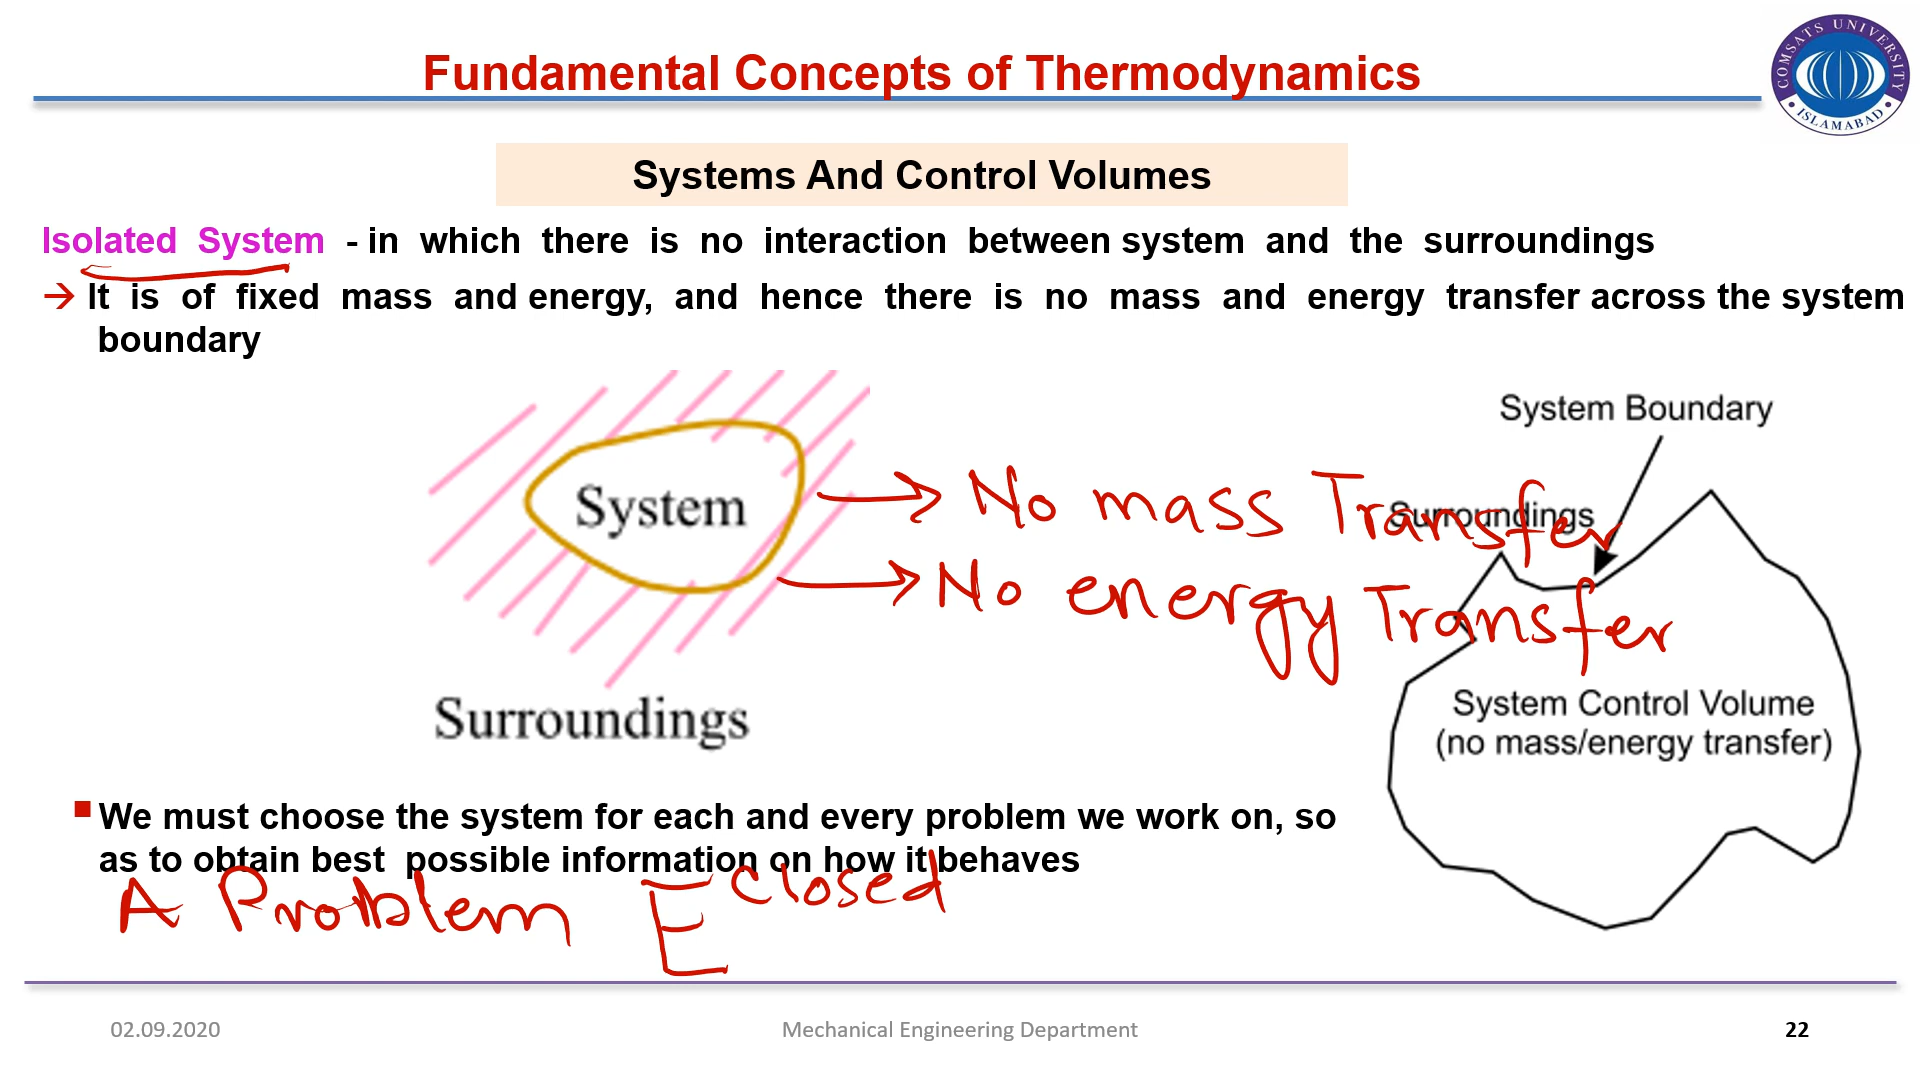 Fundamental Concepts of Thermodynamics
COMSATS UNIVERSITY
ISLAMABAD
Systems And Control Volumes
Isolated System - in which there is no interaction between system and the surroundings
→ It is of fixed mass and energy, and hence there is no mass and energy transfer across the system
boundary
System Boundary
System
Surroundings
No mass Transfer
No energy Transfer
Surroundings
System Control Volume
(no mass/energy transfer)
▪ We must choose the system for each and every problem we work on, so
as to obtain best possible information on how it behaves
A Problem E closed
02.09.2020
Mechanical Engineering Department
22